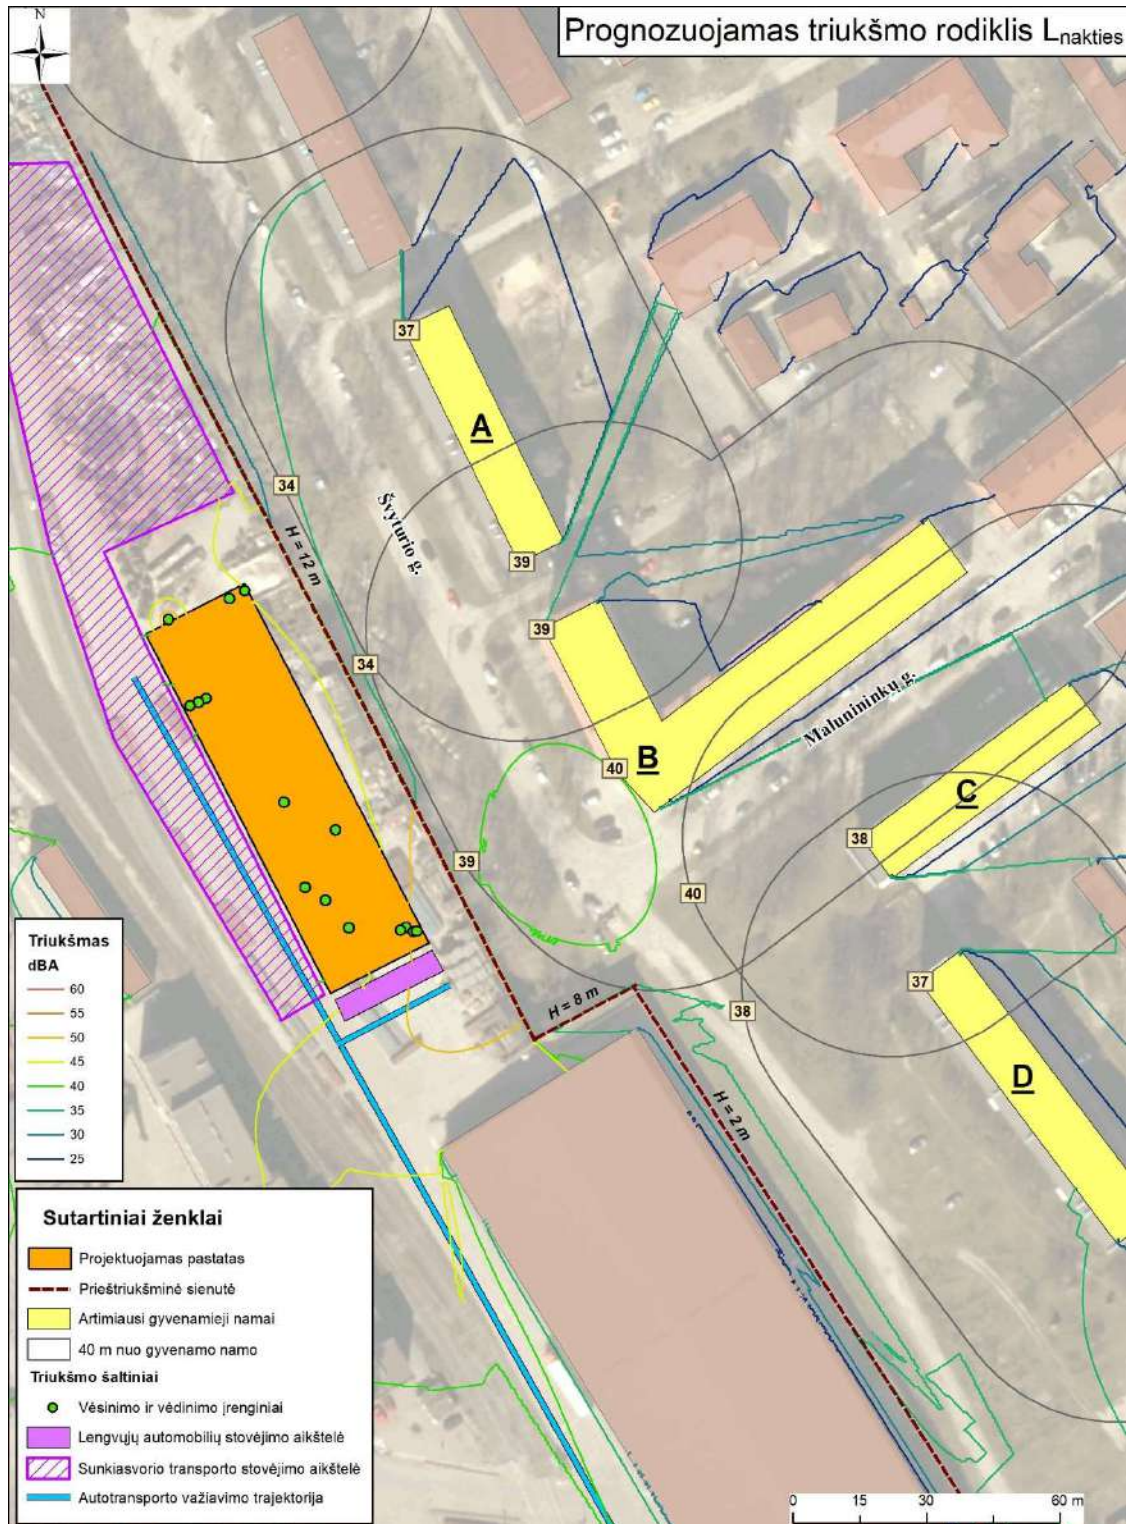 N
Prognozuojamas triukšmo rodiklis Lnakties
37
A
34
Švyturio g.
H = 12 m
39
39
34
Malunininkų g.
B
40
C
38
39
40
37
H = 8 m
38
D
H = 2 m
Triukšmas
dBA
60
55
50
45
40
35
30
25
Sutartiniai ženklai
Projektuojamas pastatas
Prieštriukšminė sienutė
Artimiausi gyvenamieji namai
40 m nuo gyvenamo namo
Triukšmo šaltiniai
Vėsinimo ir vėdinimo įrenginiai
Lengvųjų automobilių stovėjimo aikštelė
Sunkiasvorio transporto stovėjimo aikštelė
Autotransporto važiavimo trajektorija
0 15 30 60 m